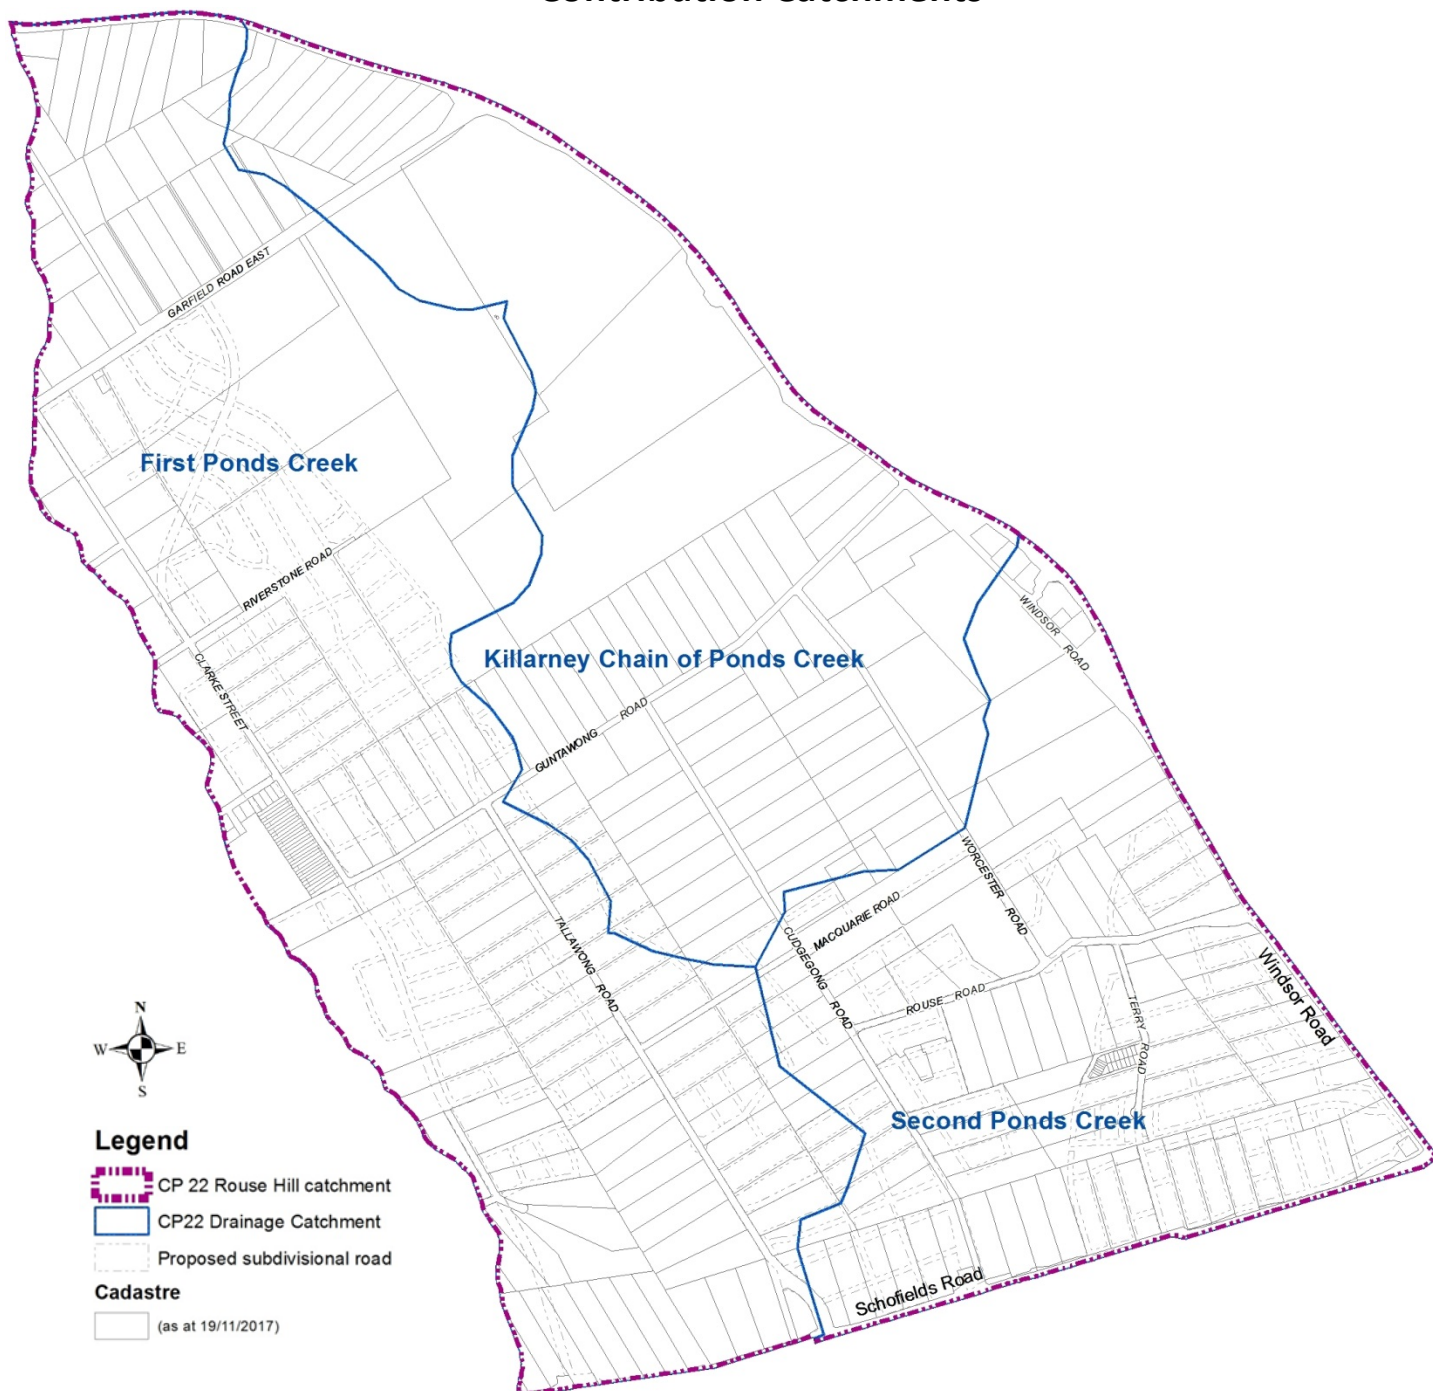 Contribution Catchments
GARFIELD ROAD EAST
First Ponds Creek
RIVERSTONE ROAD
CLARKE STREET
WINDSOR ROAD
Killarney Chain of Ponds Creek
GUNTAWONG ROAD
WORCESTER ROAD
MACQUARIE ROAD
CUDGEGONG ROAD
TALLAWONG ROAD
ROUSE ROAD
TERRY ROAD
Windsor Road
Second Ponds Creek
Schofields Road
N
W E
S
Legend
CP 22 Rouse Hill catchment
CP22 Drainage Catchment
Proposed subdivisional road
Cadastre
(as at 19/11/2017)